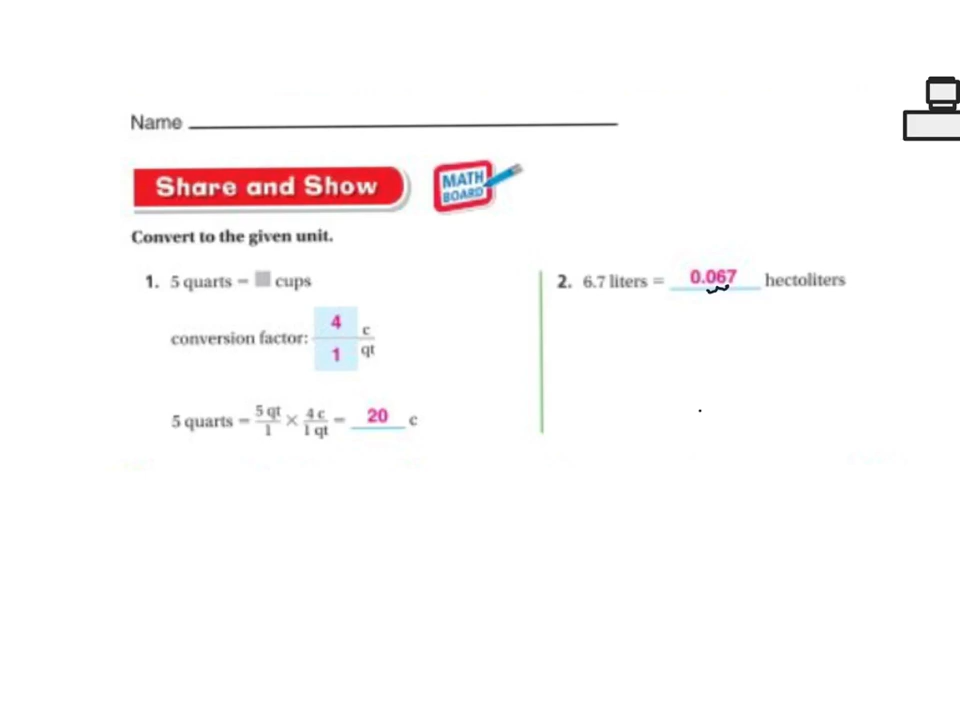 Name
Share and Show
MATH BOARD
Convert to the given unit.
1. 5 quarts = cups
conversion factor: 4/1 c/qt
5 quarts = 5 qt/1 × 4 c/1 qt = 20 c
2. 6.7 liters = 0.067 hectoliters